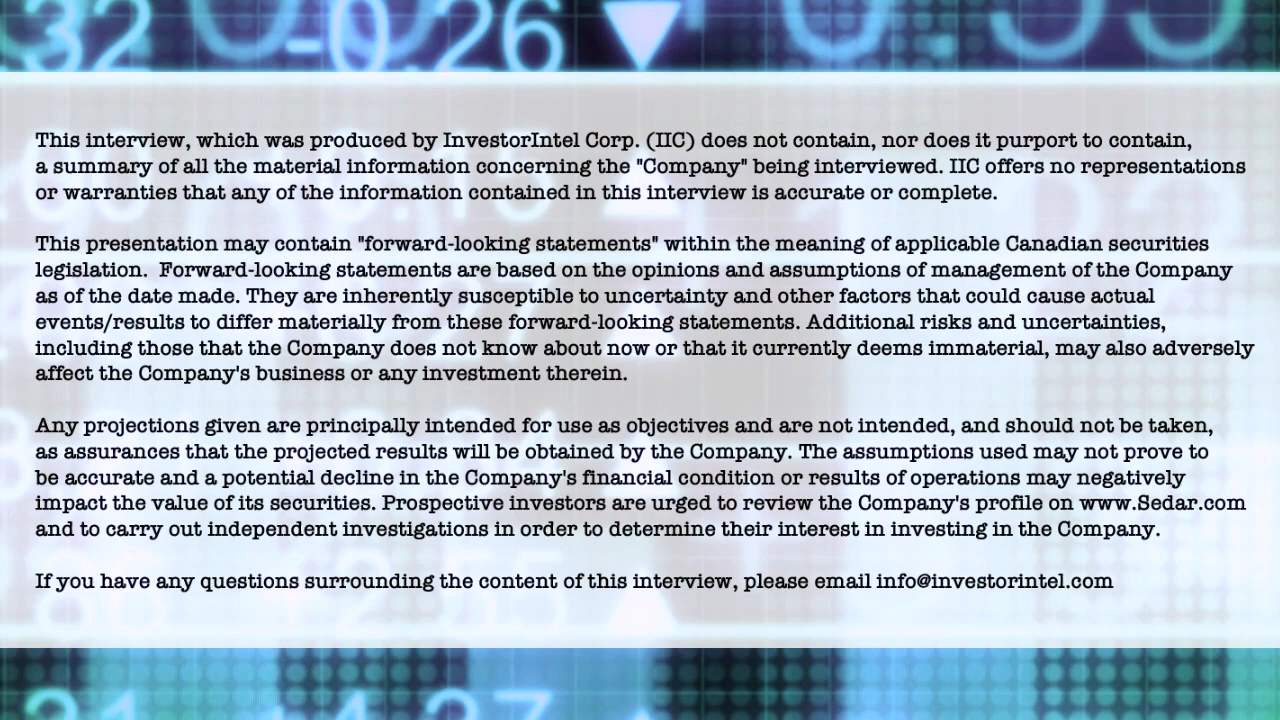 32 -0.26 ▼ 0.55
This interview, which was produced by InvestorIntel Corp. (IIC) does not contain, nor does it purport to contain,
a summary of all the material information concerning the "Company" being interviewed. IIC offers no representations
or warranties that any of the information contained in this interview is accurate or complete.
This presentation may contain "forward-looking statements" within the meaning of applicable Canadian securities
legislation.  Forward-looking statements are based on the opinions and assumptions of management of the Company
as of the date made. They are inherently susceptible to uncertainty and other factors that could cause actual
events/results to differ materially from these forward-looking statements. Additional risks and uncertainties,
including those that the Company does not know about now or that it currently deems immaterial, may also adversely
affect the Company's business or any investment therein.
Any projections given are principally intended for use as objectives and are not intended, and should not be taken,
as assurances that the projected results will be obtained by the Company. The assumptions used may not prove to
be accurate and a potential decline in the Company's financial condition or results of operations may negatively
impact the value of its securities. Prospective investors are urged to review the Company's profile on www.Sedar.com
and to carry out independent investigations in order to determine their interest in investing in the Company.
If you have any questions surrounding the content of this interview, please email info@investorintel.com